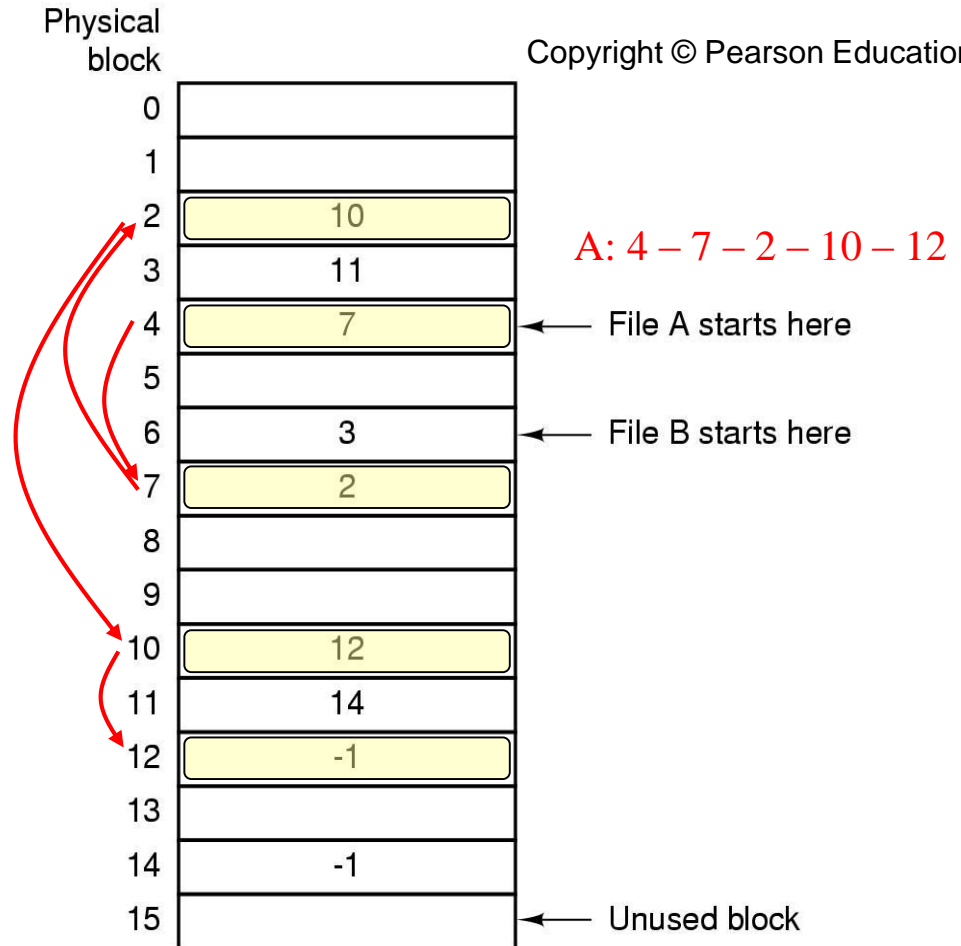 Physical
block
Copyright © Pearson Education
0
1
2 10
3 11
A: 4 – 7 – 2 – 10 – 12
4 7 File A starts here
5
6 3 File B starts here
7 2
8
9
10 12
11 14
12 -1
13
14 -1
15 Unused block